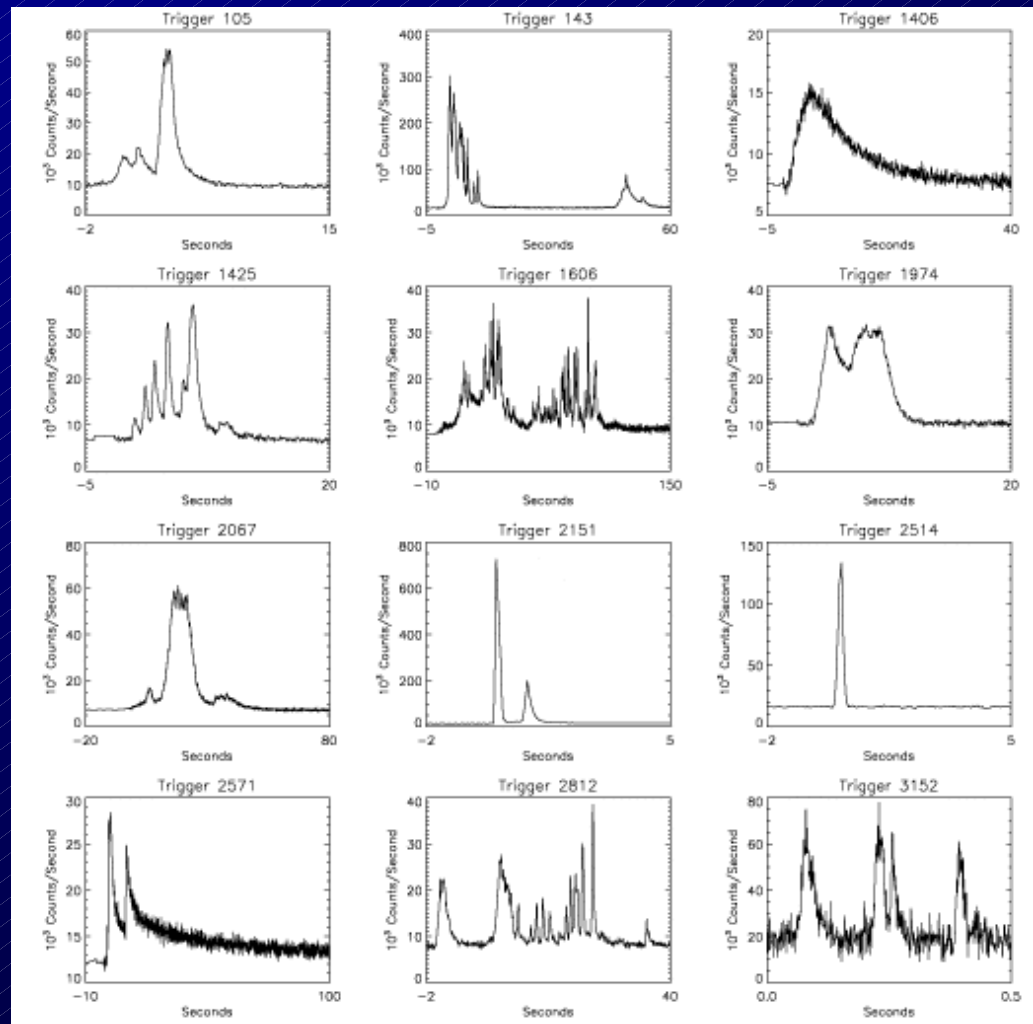 Trigger 105
10³ Counts/Second
60
50
40
30
20
10
0
-2
15
Seconds
Trigger 143
10³ Counts/Second
400
300
200
100
0
-5
60
Seconds
Trigger 1406
10³ Counts/Second
20
15
10
5
-5
40
Seconds
Trigger 1425
10³ Counts/Second
40
30
20
10
0
-5
20
Seconds
Trigger 1606
10³ Counts/Second
40
30
20
10
0
-10
150
Seconds
Trigger 1974
10³ Counts/Second
40
30
20
10
0
-5
20
Seconds
Trigger 2067
10³ Counts/Second
80
60
40
20
0
-20
80
Seconds
Trigger 2151
10³ Counts/Second
800
600
400
200
0
-2
5
Seconds
Trigger 2514
10³ Counts/Second
150
100
50
0
-2
5
Seconds
Trigger 2571
10³ Counts/Second
30
25
20
15
10
-10
100
Seconds
Trigger 2812
10³ Counts/Second
40
30
20
10
0
-2
40
Seconds
Trigger 3152
10³ Counts/Second
80
60
40
20
0
0.0
0.5
Seconds